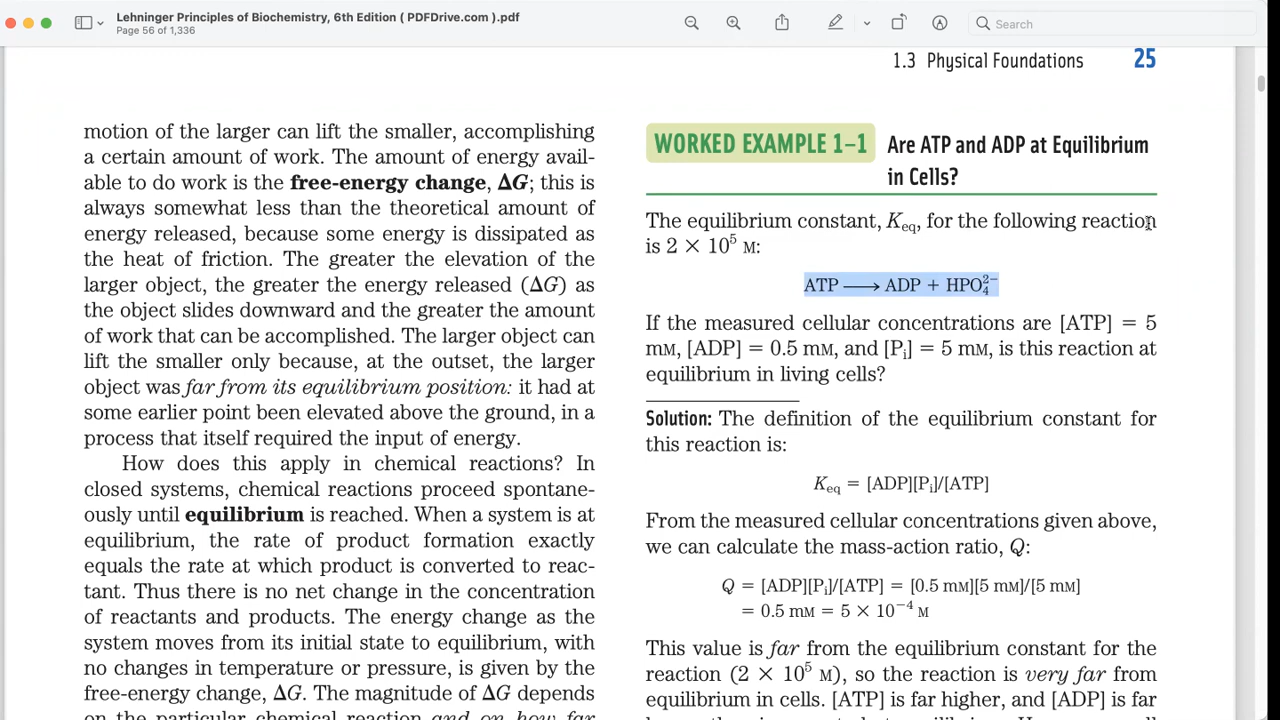 Lehninger Principles of Biochemistry, 6th Edition ( PDFDrive.com ).pdf
Page 56 of 1,336
Search
1.3 Physical Foundations 25
motion of the larger can lift the smaller, accomplishing
a certain amount of work. The amount of energy avail-
able to do work is the free-energy change, ΔG; this is
always somewhat less than the theoretical amount of
energy released, because some energy is dissipated as
the heat of friction. The greater the elevation of the
larger object, the greater the energy released (ΔG) as
the object slides downward and the greater the amount
of work that can be accomplished. The larger object can
lift the smaller only because, at the outset, the larger
object was far from its equilibrium position: it had at
some earlier point been elevated above the ground, in a
process that itself required the input of energy.
How does this apply in chemical reactions? In
closed systems, chemical reactions proceed spontane-
ously until equilibrium is reached. When a system is at
equilibrium, the rate of product formation exactly
equals the rate at which product is converted to reac-
tant. Thus there is no net change in the concentration
of reactants and products. The energy change as the
system moves from its initial state to equilibrium, with
no changes in temperature or pressure, is given by the
free-energy change, ΔG. The magnitude of ΔG depends
on the particular chemical reaction and on how far
WORKED EXAMPLE 1–1 Are ATP and ADP at Equilibrium
in Cells?
The equilibrium constant, Keq, for the following reaction
is 2 × 10⁵ M:
ATP ⟶ ADP + HPO₄²⁻
If the measured cellular concentrations are [ATP] = 5
mM, [ADP] = 0.5 mM, and [Pᵢ] = 5 mM, is this reaction at
equilibrium in living cells?
Solution: The definition of the equilibrium constant for
this reaction is:
Keq = [ADP][Pᵢ]/[ATP]
From the measured cellular concentrations given above,
we can calculate the mass-action ratio, Q:
Q = [ADP][Pᵢ]/[ATP] = [0.5 mM][5 mM]/[5 mM]
= 0.5 mM = 5 × 10⁻⁴ M
This value is far from the equilibrium constant for the
reaction (2 × 10⁵ M), so the reaction is very far from
equilibrium in cells. [ATP] is far higher, and [ADP] is far